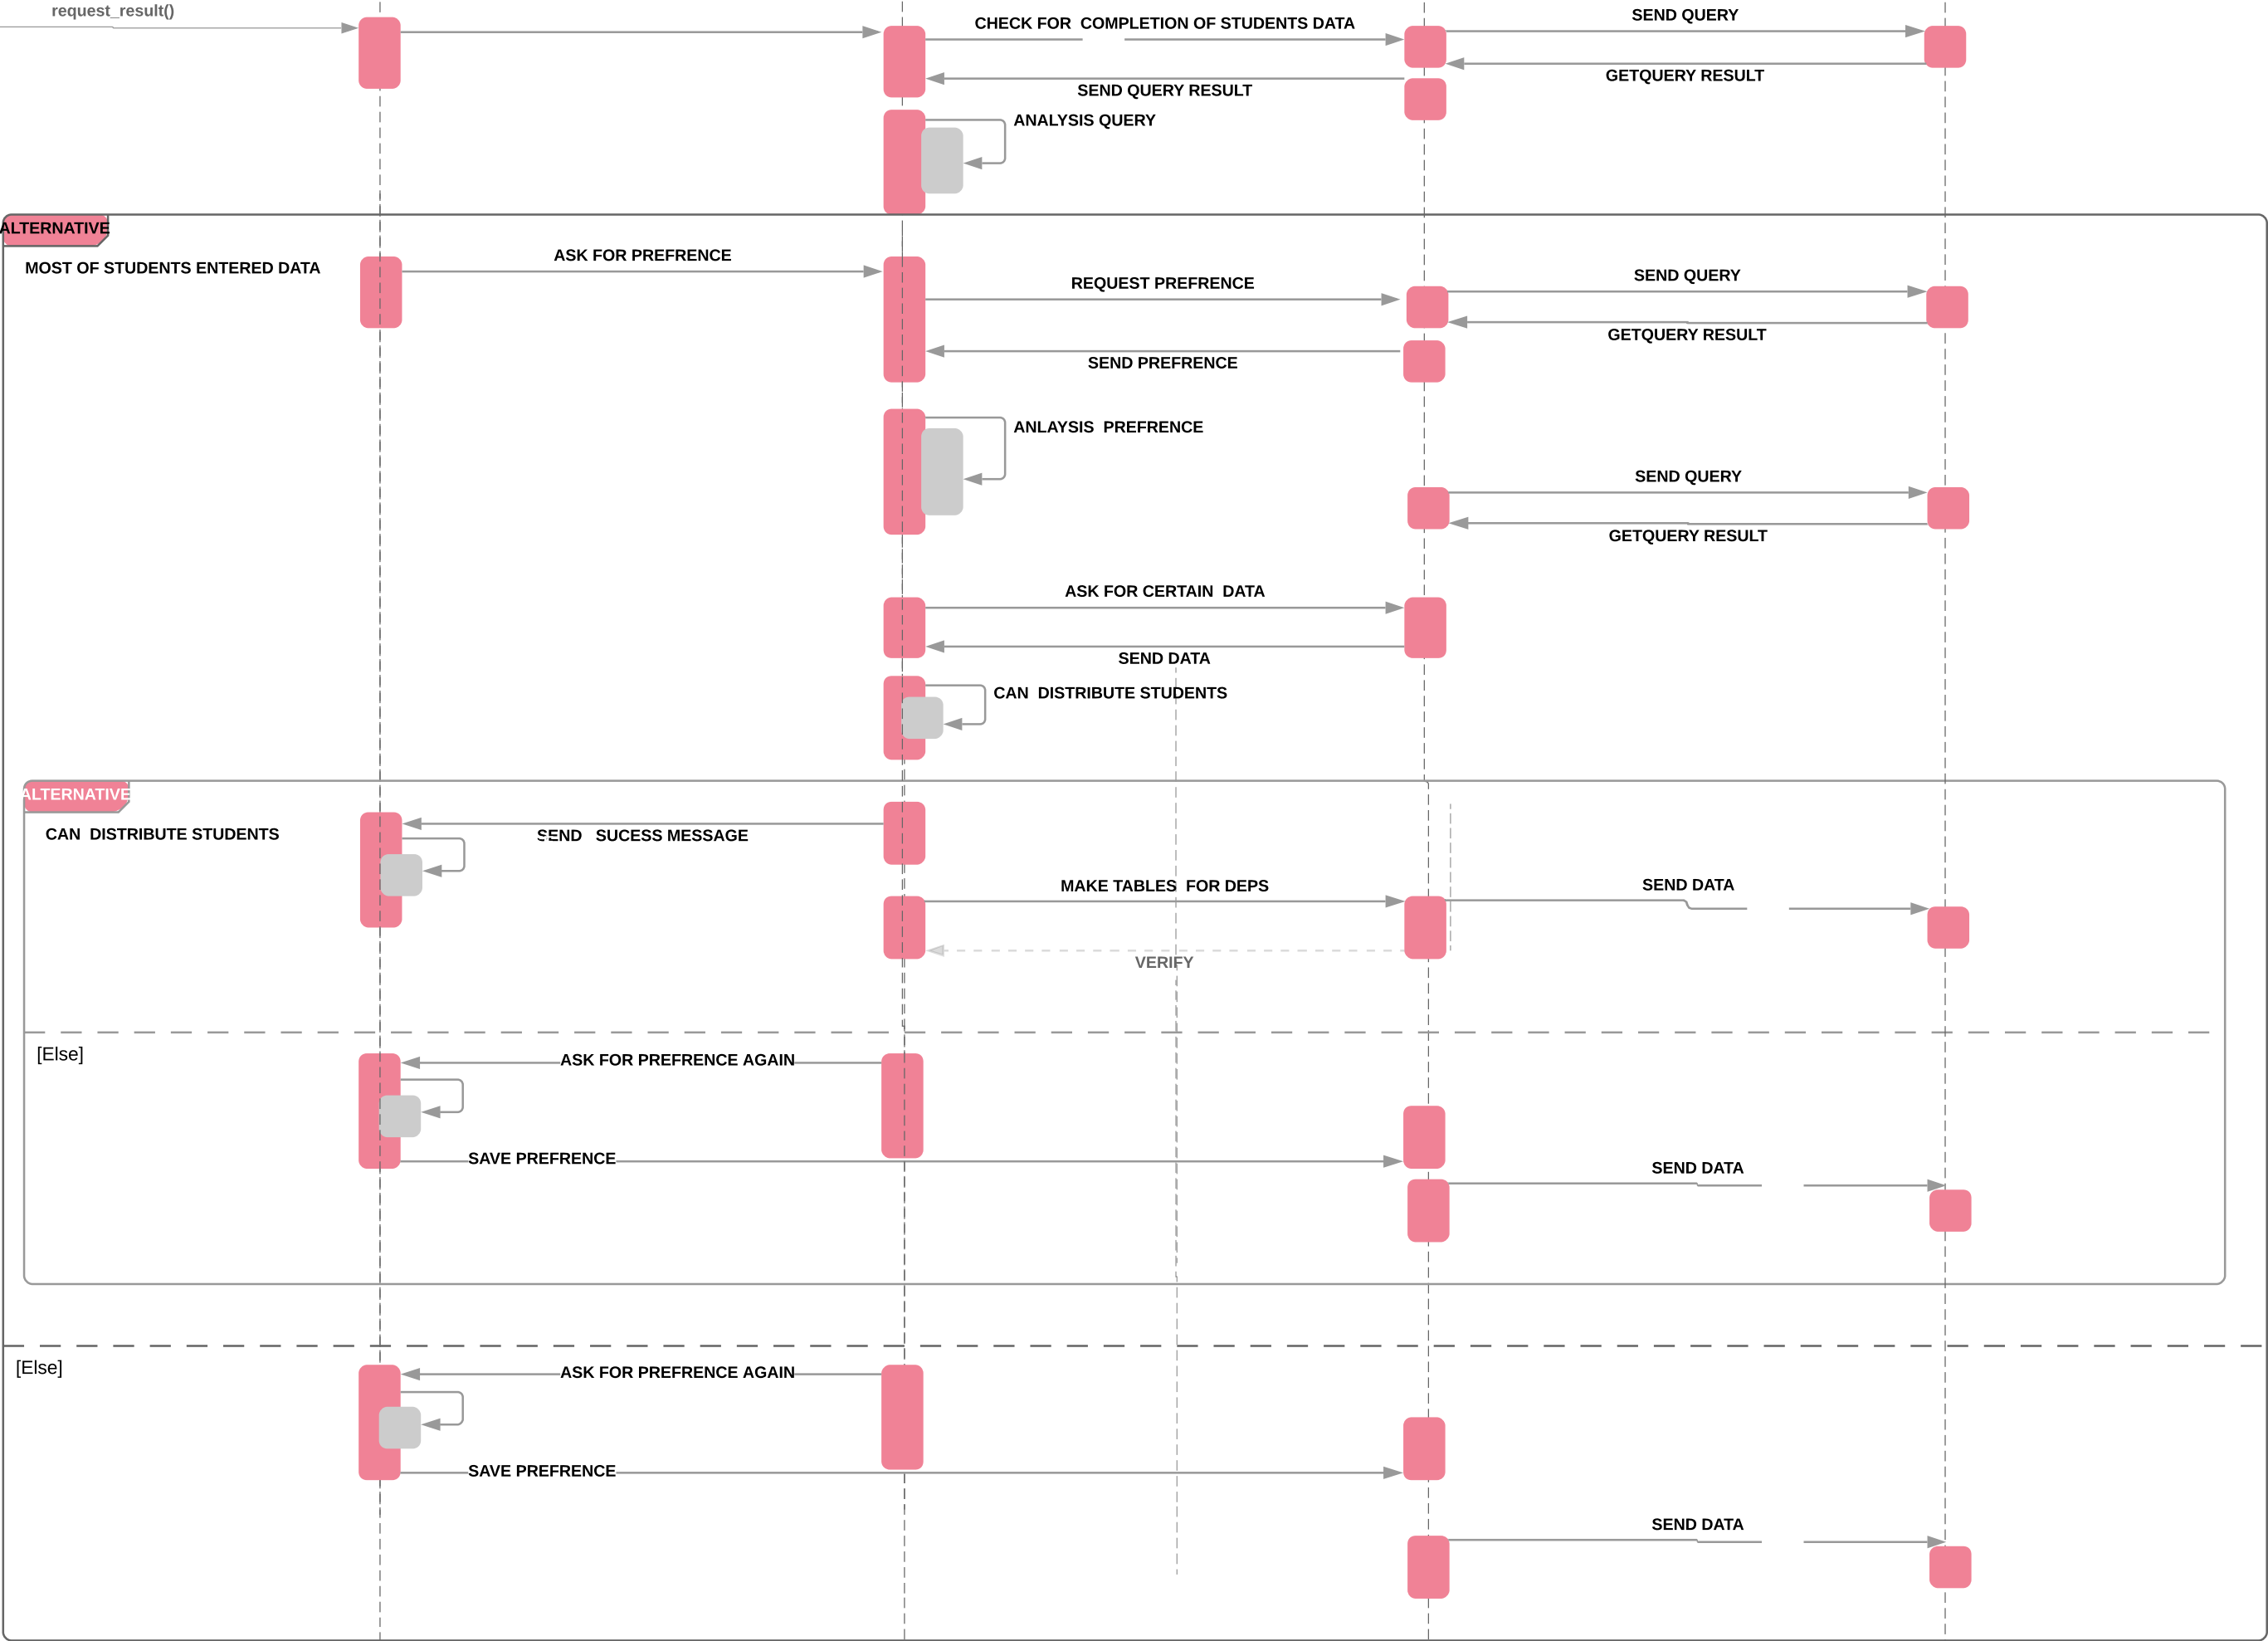 request_result()
CHECK FOR COMPLETION OF STUDENTS DATA
SEND QUERY
GETQUERY RESULT
SEND QUERY RESULT
ANALYSIS QUERY
ALTERNATIVE
MOST OF STUDENTS ENTERED DATA
ASK FOR PREFRENCE
REQUEST PREFRENCE
SEND QUERY
GETQUERY RESULT
SEND PREFRENCE
ANLAYSIS PREFRENCE
SEND QUERY
GETQUERY RESULT
ASK FOR CERTAIN DATA
SEND DATA
CAN DISTRIBUTE STUDENTS
ALTERNATIVE
CAN DISTRIBUTE STUDENTS
SEND SUCESS MESSAGE
MAKE TABLES FOR DEPS
SEND DATA
VERIFY
[Else]
ASK FOR PREFRENCE AGAIN
SAVE PREFRENCE
SEND DATA
[Else]
ASK FOR PREFRENCE AGAIN
SAVE PREFRENCE
SEND DATA